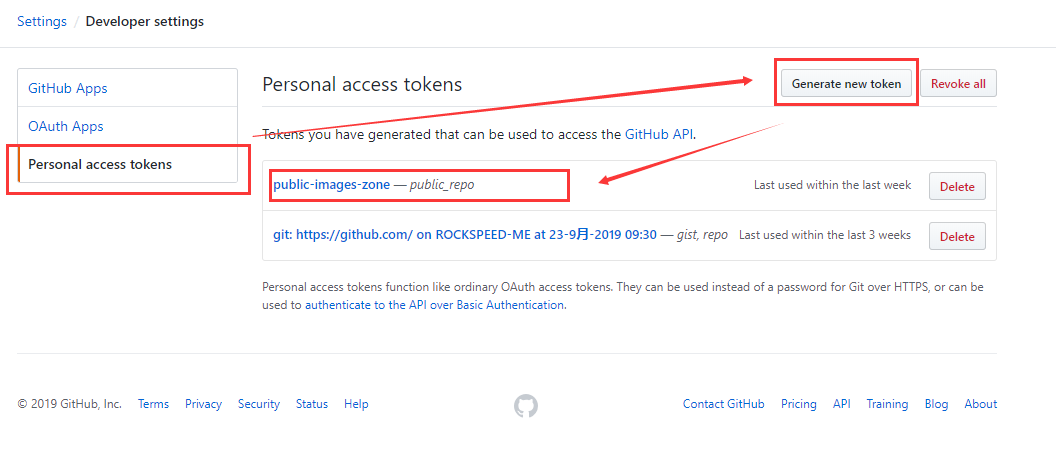 Settings / Developer settings
GitHub Apps
OAuth Apps
Personal access tokens
Personal access tokens
Generate new token
Revoke all
Tokens you have generated that can be used to access the GitHub API.
public-images-zone — public_repo
Last used within the last week
Delete
git: https://github.com/ on ROCKSPEED-ME at 23-9月-2019 09:30 — gist, repo
Last used within the last 3 weeks
Delete
Personal access tokens function like ordinary OAuth access tokens. They can be used instead of a password for Git over HTTPS, or can be
used to authenticate to the API over Basic Authentication.
© 2019 GitHub, Inc. Terms Privacy Security Status Help
Contact GitHub Pricing API Training Blog About